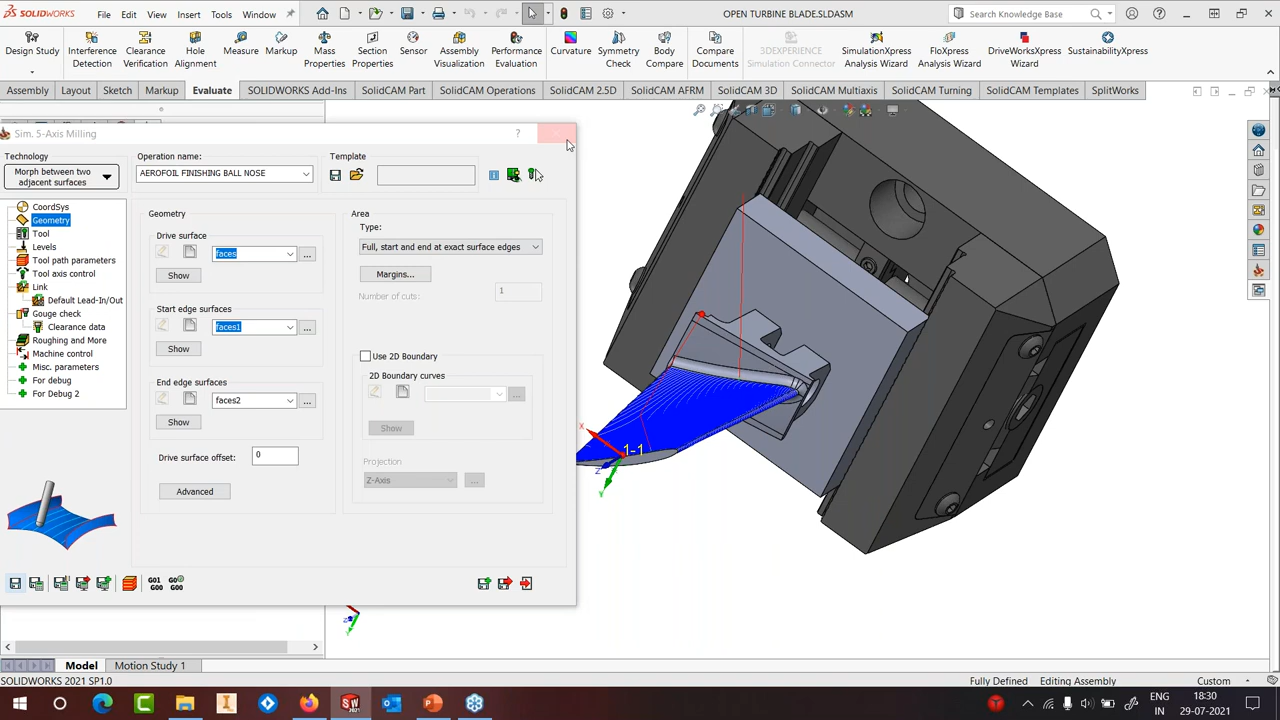 SOLIDWORKS
File
Edit
View
Insert
Tools
Window
OPEN TURBINE BLADE.SLDASM
Search Knowledge Base
Design Study
Interference Detection
Clearance Verification
Hole Alignment
Measure
Markup
Mass Properties
Section Properties
Sensor
Assembly Visualization
Performance Evaluation
Curvature
Symmetry Check
Body Compare
Compare Documents
3DEXPERIENCE Simulation Connector
SimulationXpress Analysis Wizard
FloXpress Analysis Wizard
DriveWorksXpress Wizard
SustainabilityXpress
Assembly
Layout
Sketch
Markup
Evaluate
SOLIDWORKS Add-Ins
SolidCAM Part
SolidCAM Operations
SolidCAM 2.5D
SolidCAM AFRM
SolidCAM 3D
SolidCAM Multiaxis
SolidCAM Turning
SolidCAM Templates
SplitWorks
Sim. 5-Axis Milling
?
Technology
Morph between two
adjacent surfaces
Operation name:
AEROFOIL FINISHING BALL NOSE
Template
CoordSys
Geometry
Tool
Levels
Tool path parameters
Tool axis control
Link
Default Lead-In/Out
Gouge check
Clearance data
Roughing and More
Machine control
Misc. parameters
For debug
For Debug 2
Geometry
Drive surface
faces
...
Show
Start edge surfaces
faces1
...
Show
End edge surfaces
faces2
...
Show
Drive surface offset:
0
Advanced
Area
Type:
Full, start and end at exact surface edges
Margins...
Number of cuts:
1
Use 2D Boundary
2D Boundary curves
...
Show
Projection
Z-Axis
...
G01
G00
G0
G00
X
1-1
Z
Y
Model
Motion Study 1
SOLIDWORKS 2021 SP1.0
Fully Defined
Editing Assembly
Custom
ENG
IN
18:30
29-07-2021